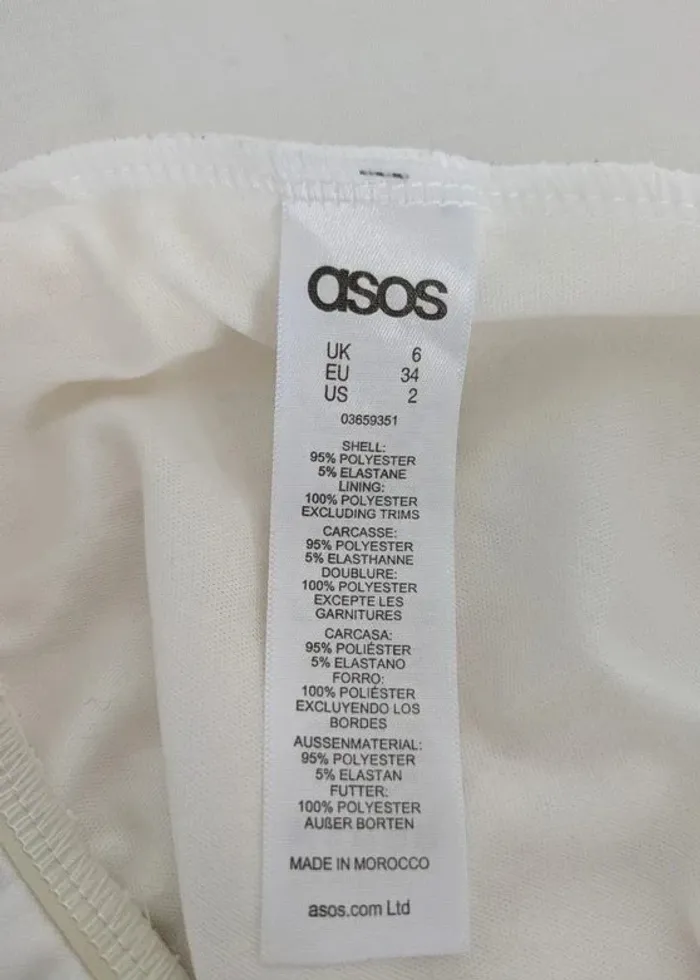 asos
UK 6
EU 34
US 2
03659351
SHELL:
95% POLYESTER
5% ELASTANE
LINING:
100% POLYESTER
EXCLUDING TRIMS
CARCASSE:
95% POLYESTER
5% ELASTHANNE
DOUBLURE:
100% POLYESTER
EXCEPTE LES
GARNITURES
CARCASA:
95% POLIÉSTER
5% ELASTANO
FORRO:
100% POLIÉSTER
EXCLUYENDO LOS
BORDES
AUSSENMATERIAL:
95% POLYESTER
5% ELASTAN
FUTTER:
100% POLYESTER
AUßER BORTEN
MADE IN MOROCCO
asos.com Ltd